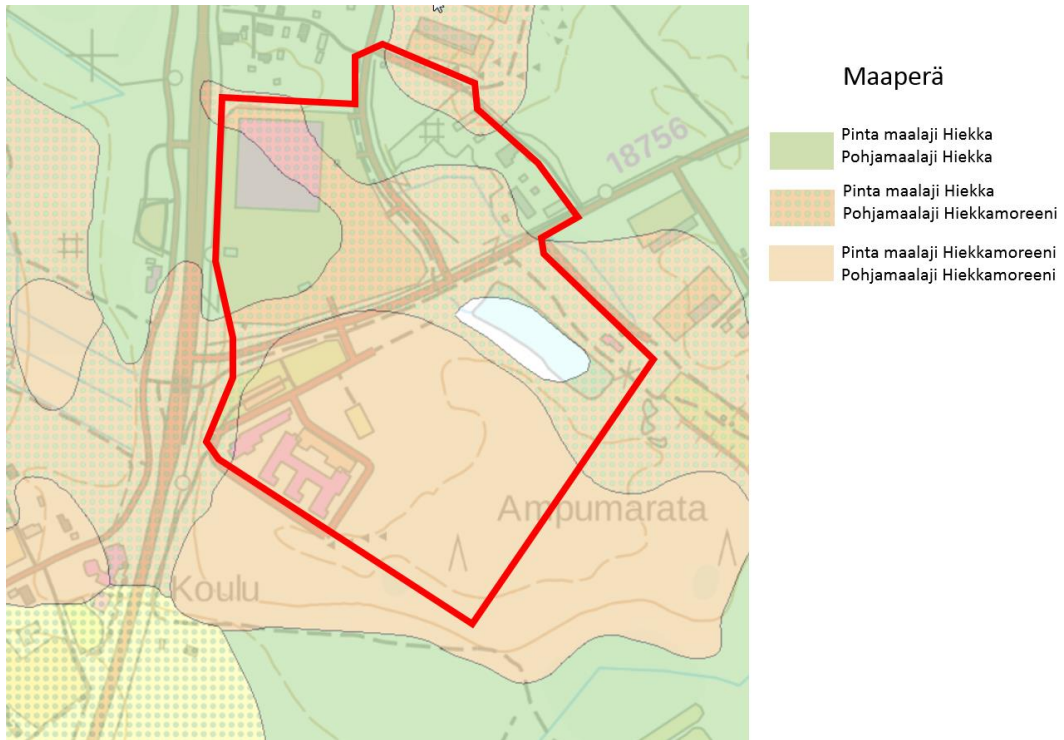 Maaperä
Pinta maalaji Hiekka
Pohjamaalaji Hiekka
Pinta maalaji Hiekka
Pohjamaalaji Hiekkamoreeni
Pinta maalaji Hiekkamoreeni
Pohjamaalaji Hiekkamoreeni
18756
Ampumarata
Koulu